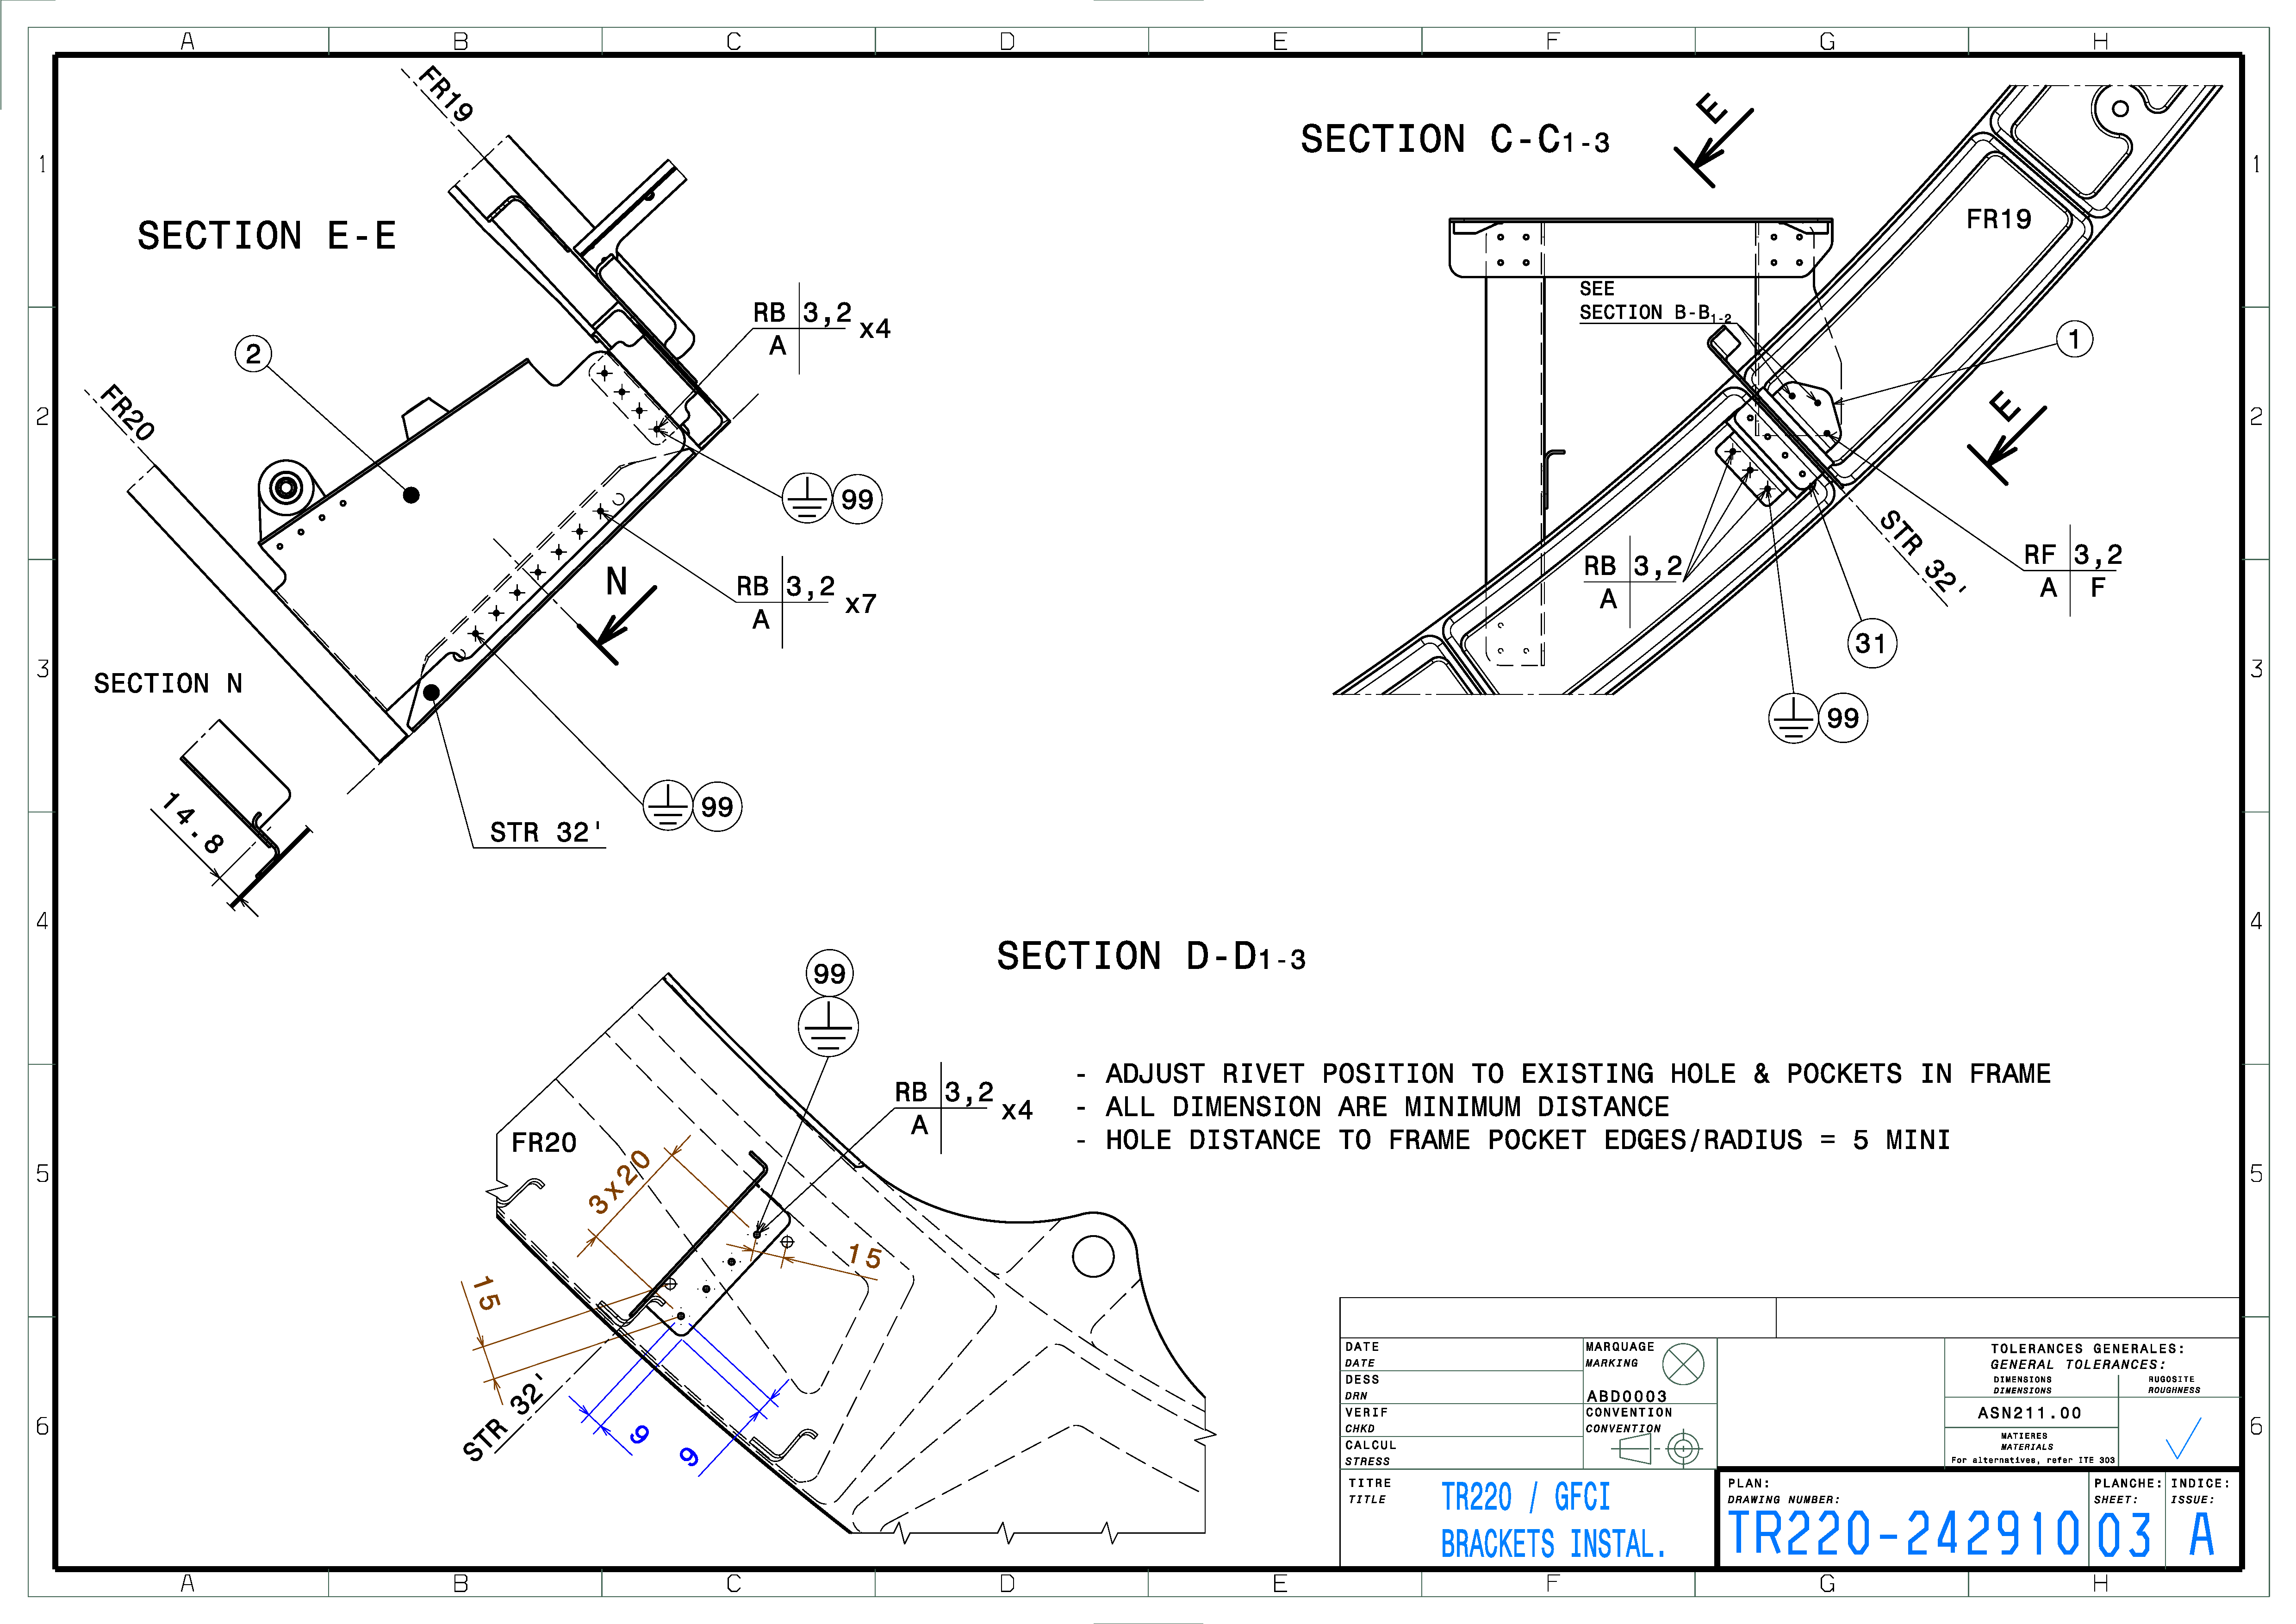 A B C D E F G H
1
2
3
4
5
6
1
2
3
4
5
6
A B C D E F G H
SECTION E-E
FR19
FR20
2
RB 3,2 x4
A
99
RB 3,2 x7
A
N
99
STR 32'
SECTION N
14.8
SECTION C-C1-3
E
E
FR19
SEE
SECTION B-B1-2
1
RB 3,2
A
STR 32'
RF 3,2
A F
31
99
SECTION D-D1-3
99
RB 3,2 x4
A
FR20
3x20
15
15
STR 32'
9
9
- ADJUST RIVET POSITION TO EXISTING HOLE & POCKETS IN FRAME
- ALL DIMENSION ARE MINIMUM DISTANCE
- HOLE DISTANCE TO FRAME POCKET EDGES/RADIUS = 5 MINI
DATE
DATE
DESS
DRN
VERIF
CHKD
CALCUL
STRESS
MARQUAGE
MARKING
ABD0003
CONVENTION
CONVENTION
TOLERANCES GENERALES:
GENERAL TOLERANCES:
DIMENSIONS
DIMENSIONS
RUGOSITE
ROUGHNESS
ASN211.00
MATIERES
MATERIALS
For alternatives, refer ITE 303
TITRE
TITLE
TR220 / GFCI
BRACKETS INSTAL.
PLAN:
DRAWING NUMBER:
TR220-242910
PLANCHE:
SHEET:
03
INDICE:
ISSUE:
A